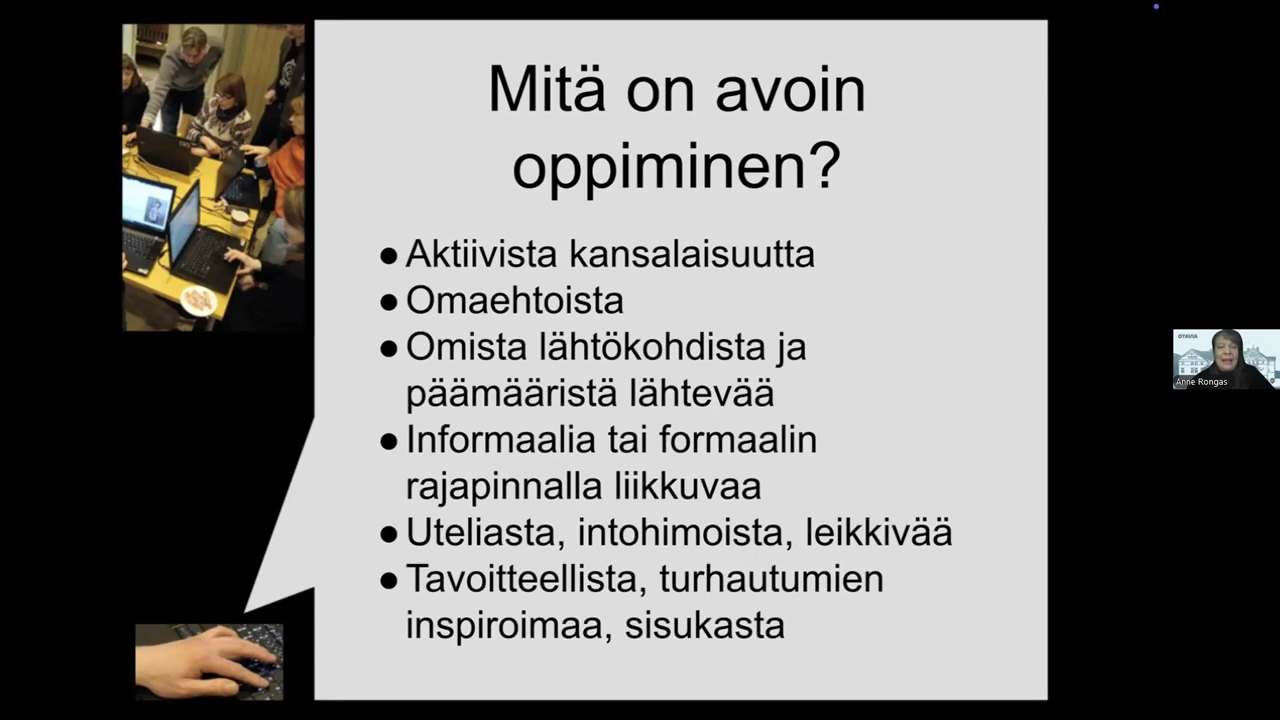 Mitä on avoin
oppiminen?
● Aktiivista kansalaisuutta
● Omaehtoista
● Omista lähtökohdista ja
päämääristä lähtevää
● Informaalia tai formaalin
rajapinnalla liikkuvaa
● Uteliasta, intohimoista, leikkivää
● Tavoitteellista, turhautumien
inspiroimaa, sisukasta
OTAVIA
Anne Rongas